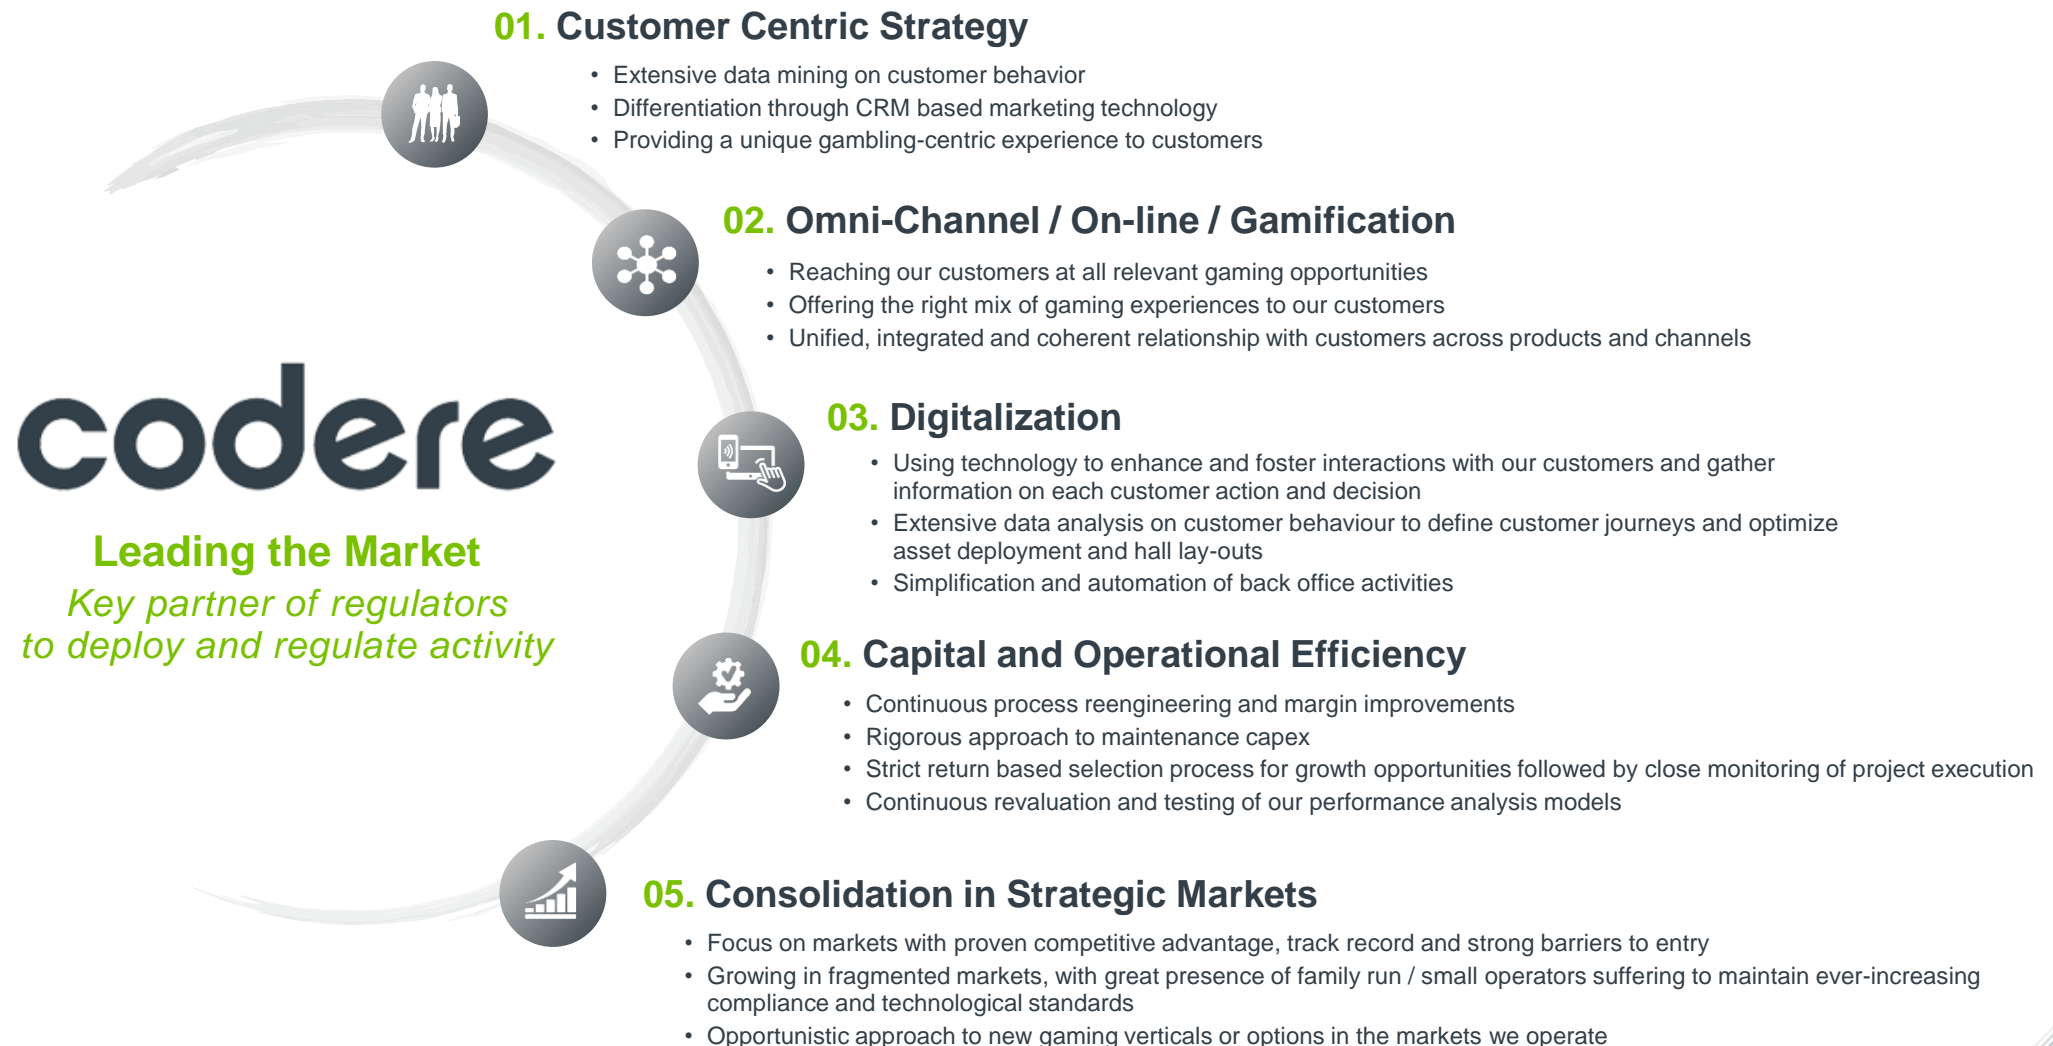 01. Customer Centric Strategy
• Extensive data mining on customer behavior
• Differentiation through CRM based marketing technology
• Providing a unique gambling-centric experience to customers
02. Omni-Channel / On-line / Gamification
• Reaching our customers at all relevant gaming opportunities
• Offering the right mix of gaming experiences to our customers
• Unified, integrated and coherent relationship with customers across products and channels
codere
Leading the Market
Key partner of regulators
to deploy and regulate activity
03. Digitalization
• Using technology to enhance and foster interactions with our customers and gather
information on each customer action and decision
• Extensive data analysis on customer behaviour to define customer journeys and optimize
asset deployment and hall lay-outs
• Simplification and automation of back office activities
04. Capital and Operational Efficiency
• Continuous process reengineering and margin improvements
• Rigorous approach to maintenance capex
• Strict return based selection process for growth opportunities followed by close monitoring of project execution
• Continuous revaluation and testing of our performance analysis models
05. Consolidation in Strategic Markets
• Focus on markets with proven competitive advantage, track record and strong barriers to entry
• Growing in fragmented markets, with great presence of family run / small operators suffering to maintain ever-increasing
compliance and technological standards
• Opportunistic approach to new gaming verticals or options in the markets we operate